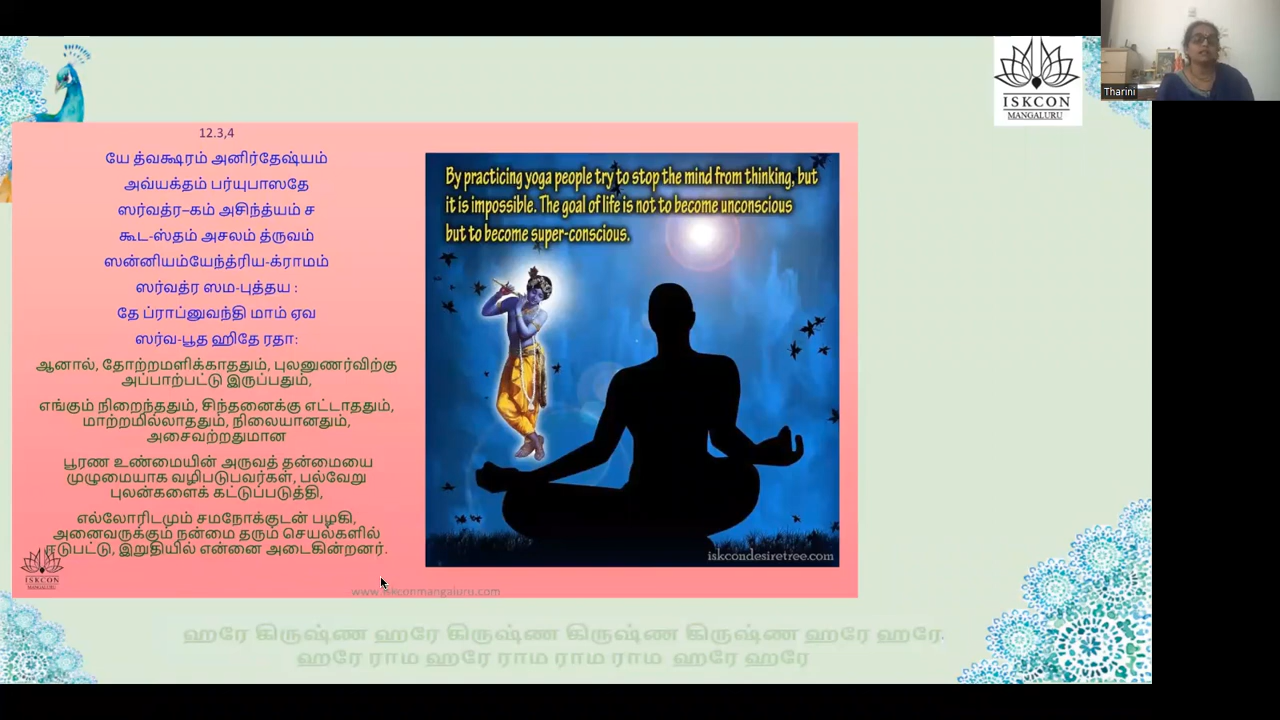 ISKCON
MANGALURU
Tharini
12.3,4
யே த்வக்ஷரம் அனிர்தேஷ்யம்
அவ்யக்தம் பர்யுபாஸதே
ஸர்வத்ர–கம் அசிந்த்யம் ச
கூட-ஸ்தம் அசலம் த்ருவம்
ஸன்னியம்யேந்த்ரிய-க்ராமம்
ஸர்வத்ர ஸம-புத்தய :
தே ப்ராப்னுவந்தி மாம் ஏவ
ஸர்வ-பூத ஹிதே ரதா:
ஆனால், தோற்றமளிக்காததும், புலனுணர்விற்கு
அப்பாற்பட்டு இருப்பதும்,
எங்கும் நிறைந்ததும், சிந்தனைக்கு எட்டாததும்,
மாற்றமில்லாததும், நிலையானதும்,
அசைவற்றதுமான
பூரண உண்மையின் அருவத் தன்மையை
முழுமையாக வழிபடுபவர்கள், பல்வேறு
புலன்களைக் கட்டுப்படுத்தி,
எல்லோரிடமும் சமநோக்குடன் பழகி,
அனைவருக்கும் நன்மை தரும் செயல்களில்
ஈடுபட்டு, இறுதியில் என்னை அடைகின்றனர்.
By practicing yoga people try to stop the mind from thinking, but
it is impossible. The goal of life is not to become unconscious
but to become super-conscious.
iskcondesiretree.com
ISKCON
MANGALURU
www.iskconmangaluru.com
ஹரே கிருஷ்ண ஹரே கிருஷ்ண கிருஷ்ண கிருஷ்ண ஹரே ஹரே
ஹரே ராம ஹரே ராம ராம ராம ஹரே ஹரே